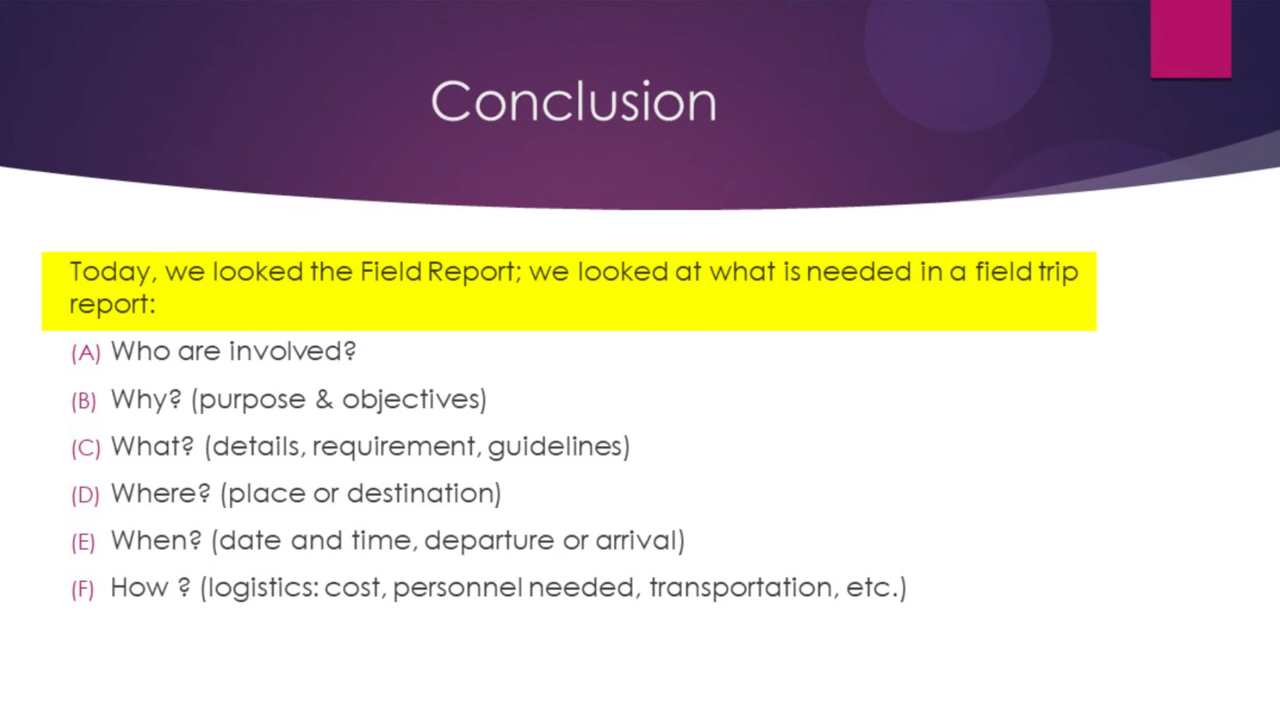 Conclusion
Today, we looked the Field Report; we looked at what is needed in a field trip
report:
(A) Who are involved?
(B) Why? (purpose & objectives)
(C) What? (details, requirement, guidelines)
(D) Where? (place or destination)
(E) When? (date and time, departure or arrival)
(F) How ? (logistics: cost, personnel needed, transportation, etc.)